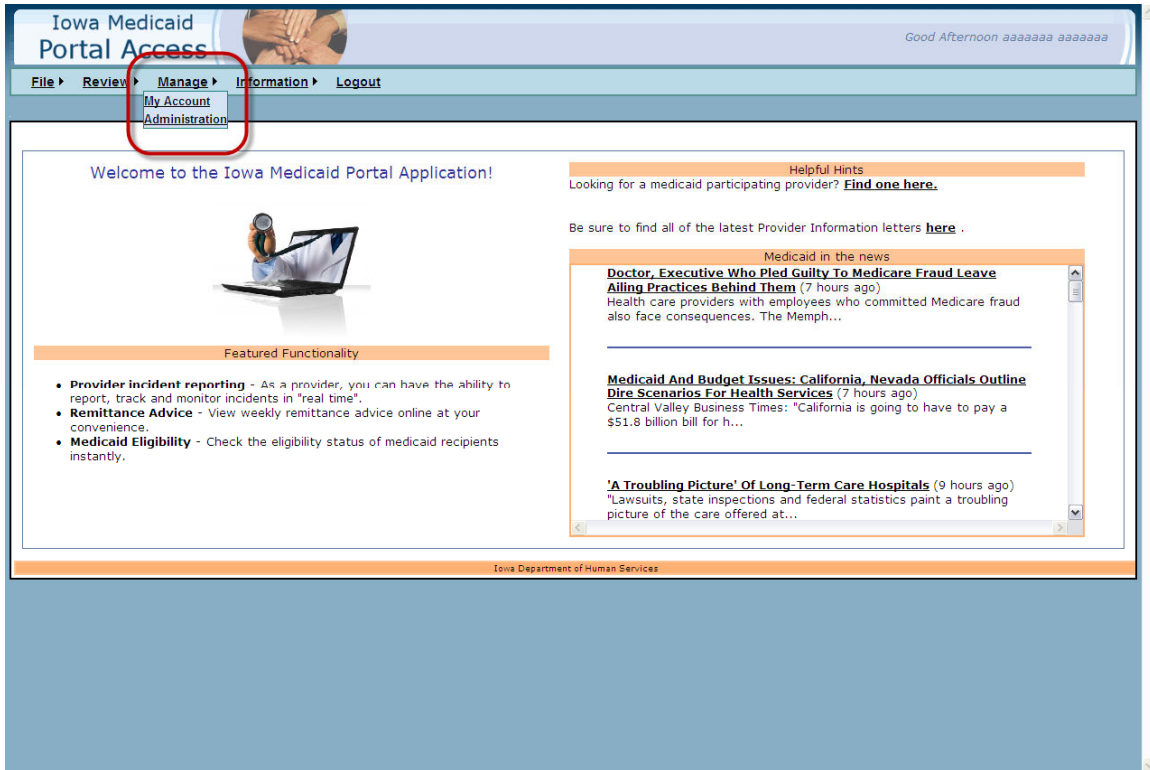 Iowa Medicaid
Portal Access
Good Afternoon aaaaaaa aaaaaaa
File Review Manage Information Logout
My Account
Administration
Welcome to the Iowa Medicaid Portal Application!
Featured Functionality
• Provider incident reporting - As a provider, you can have the ability to
report, track and monitor incidents in "real time".
• Remittance Advice - View weekly remittance advice online at your
convenience.
• Medicaid Eligibility - Check the eligibility status of medicaid recipients
instantly.
Helpful Hints
Looking for a medicaid participating provider? Find one here.
Be sure to find all of the latest Provider Information letters here .
Medicaid in the news
Doctor, Executive Who Pled Guilty To Medicare Fraud Leave
Ailing Practices Behind Them (7 hours ago)
Health care providers with employees who committed Medicare fraud
also face consequences. The Memph...
Medicaid And Budget Issues: California, Nevada Officials Outline
Dire Scenarios For Health Services (7 hours ago)
Central Valley Business Times: "California is going to have to pay a
$51.8 billion bill for h...
'A Troubling Picture' Of Long-Term Care Hospitals (9 hours ago)
"Lawsuits, state inspections and federal statistics paint a troubling
picture of the care offered at...
Iowa Department of Human Services